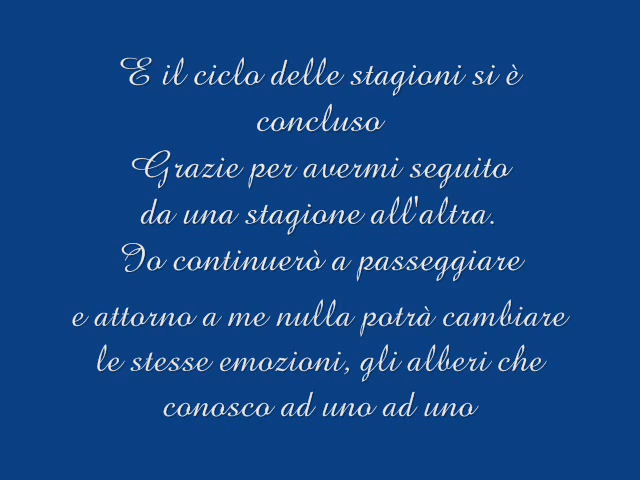 E il ciclo delle stagioni si è
concluso
Grazie per avermi seguito
da una stagione all'altra.
Io continuerò a passeggiare
e attorno a me nulla potrà cambiare
le stesse emozioni, gli alberi che
conosco ad uno ad uno